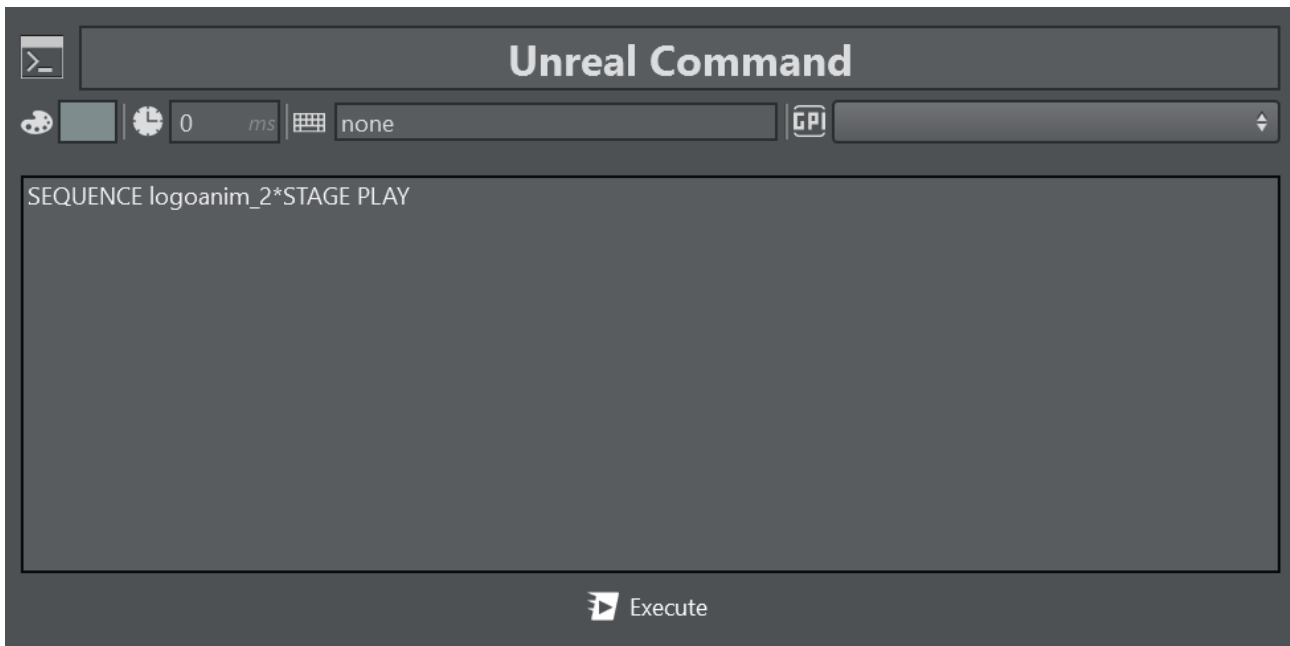 Unreal Command
0 ms none GPI
SEQUENCE logoanim_2*STAGE PLAY
Execute